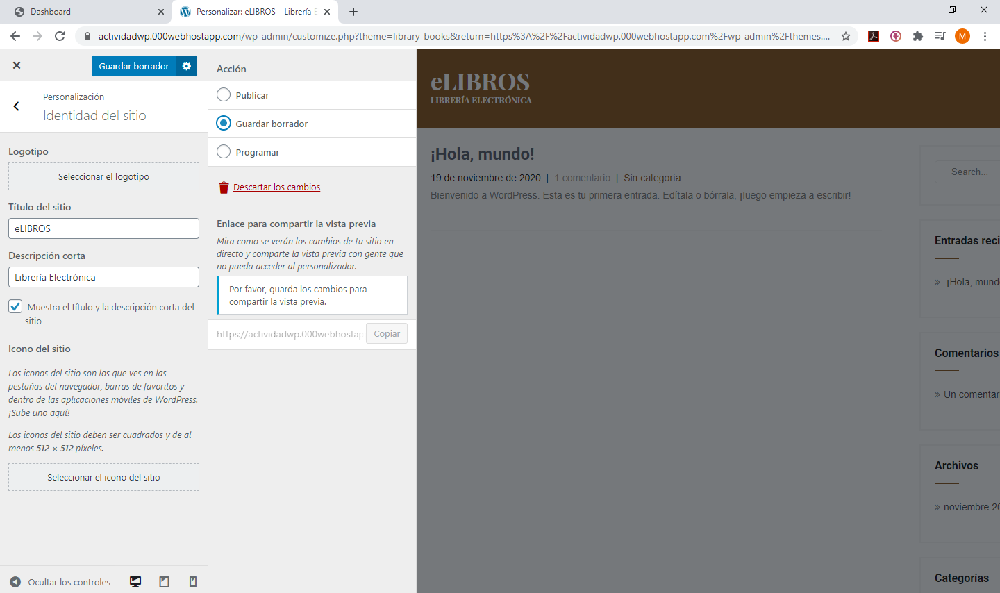 Dashboard
Personalizar: eLIBROS – Librería E
actividadwp.000webhostapp.com/wp-admin/customize.php?theme=library-books&return=https%3A%2F%2Factividadwp.000webhostapp.com%2Fwp-admin%2Fthemes....
M
Guardar borrador
Personalización
Identidad del sitio
Logotipo
Seleccionar el logotipo
Título del sitio
eLIBROS
Descripción corta
Librería Electrónica
Muestra el título y la descripción corta del
sitio
Icono del sitio
Los iconos del sitio son los que ves en las
pestañas del navegador, barras de favoritos y
dentro de las aplicaciones móviles de WordPress.
¡Sube uno aquí!
Los iconos del sitio deben ser cuadrados y de al
menos 512 × 512 píxeles.
Seleccionar el icono del sitio
Ocultar los controles
Acción
Publicar
Guardar borrador
Programar
Descartar los cambios
Enlace para compartir la vista previa
Mira como se verán los cambios de tu sitio en
directo y comparte la vista previa con gente que
no pueda acceder al personalizador.
Por favor, guarda los cambios para
compartir la vista previa.
https://actividadwp.000webhostap
Copiar
eLIBROS
LIBRERÍA ELECTRÓNICA
¡Hola, mundo!
19 de noviembre de 2020 | 1 comentario | Sin categoría
Bienvenido a WordPress. Esta es tu primera entrada. Edítala o bórrala, ¡luego empieza a escribir!
Search...
Entradas reci
» ¡Hola, mund
Comentarios
» Un comentar
Archivos
» noviembre 20
Categorías